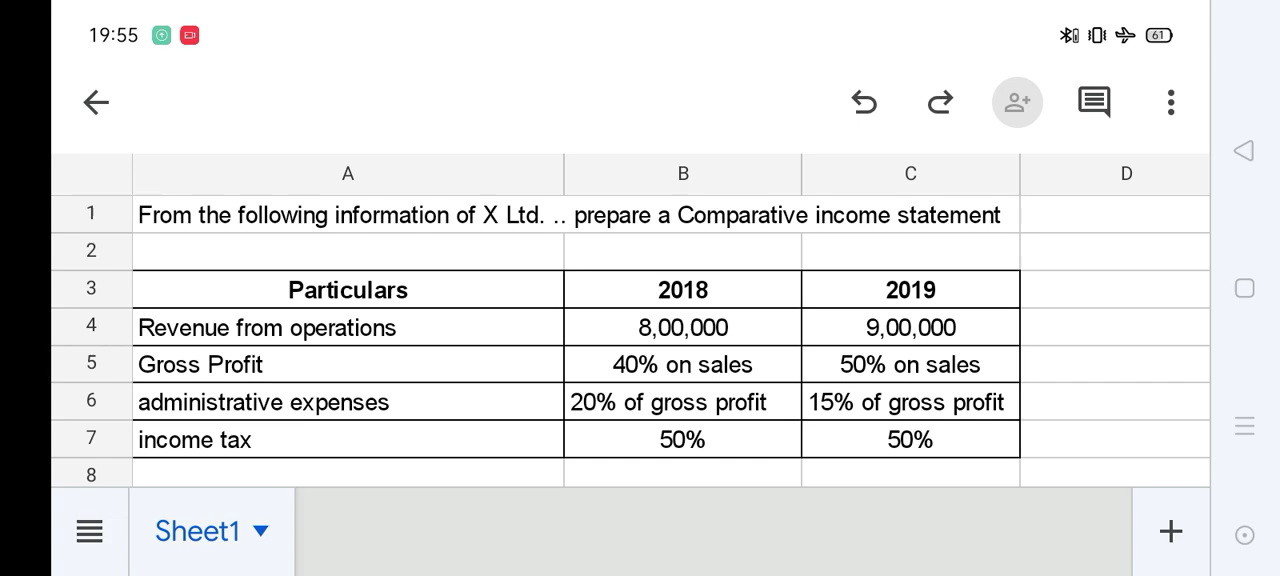 19:55
61
A B C D
1 From the following information of X Ltd. .. prepare a Comparative income statement
2
3 Particulars 2018 2019
4 Revenue from operations 8,00,000 9,00,000
5 Gross Profit 40% on sales 50% on sales
6 administrative expenses 20% of gross profit 15% of gross profit
7 income tax 50% 50%
8
Sheet1